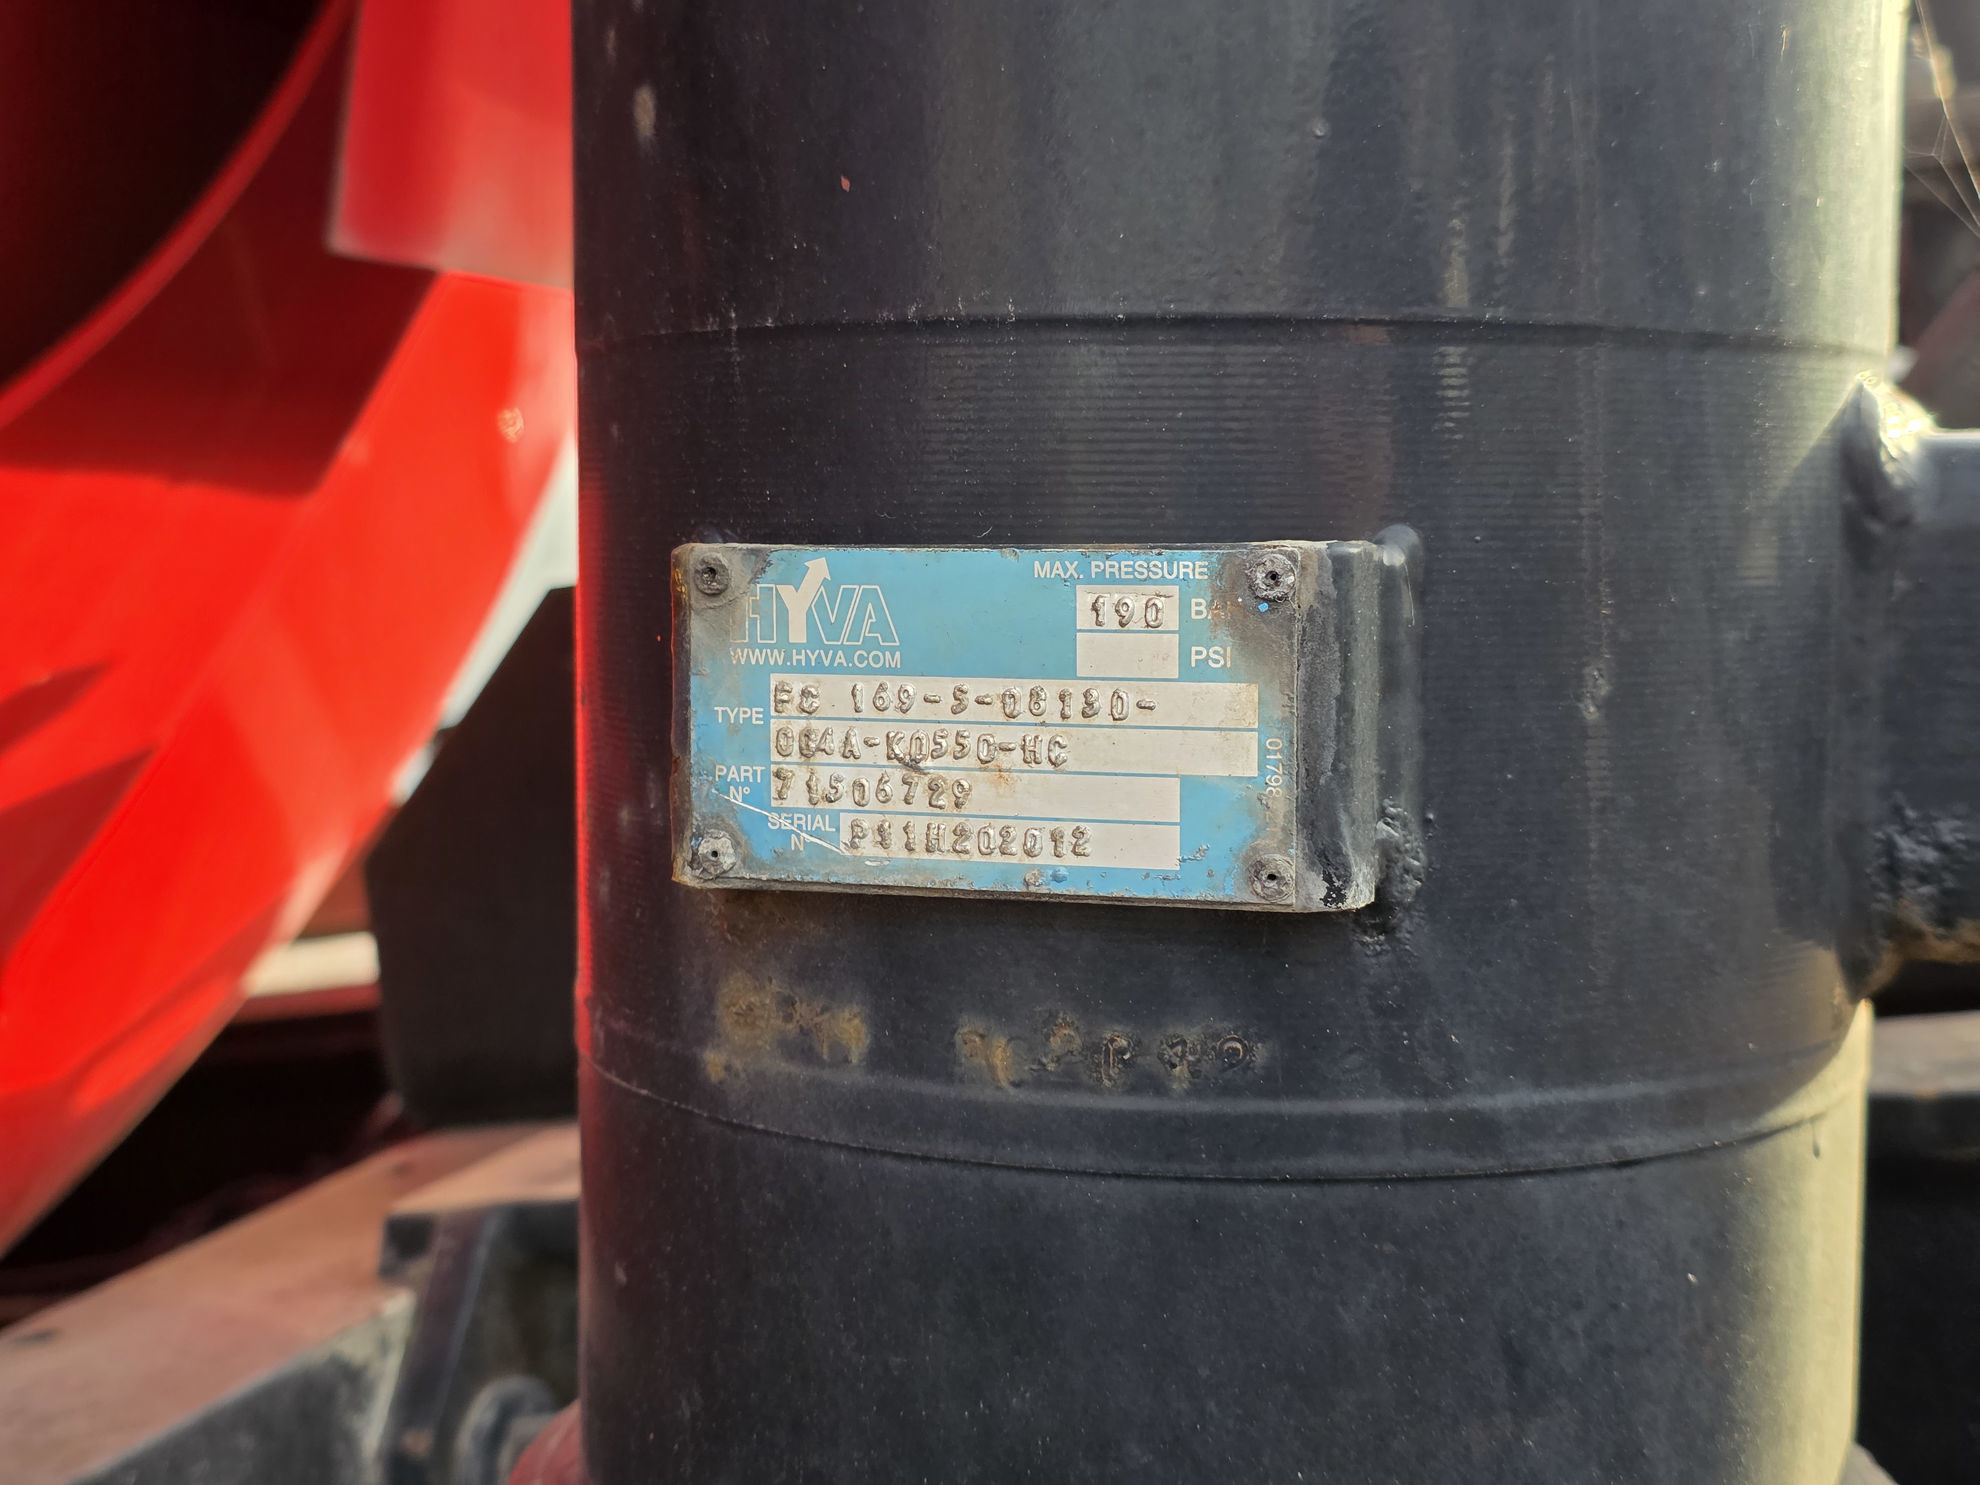 HYVA
WWW.HYVA.COM
MAX. PRESSURE
190 BAR
PSI
TYPE FC 169-5-08130-
064A-K0550-HC
PART N° 71506729
SERIAL N° P11H202012